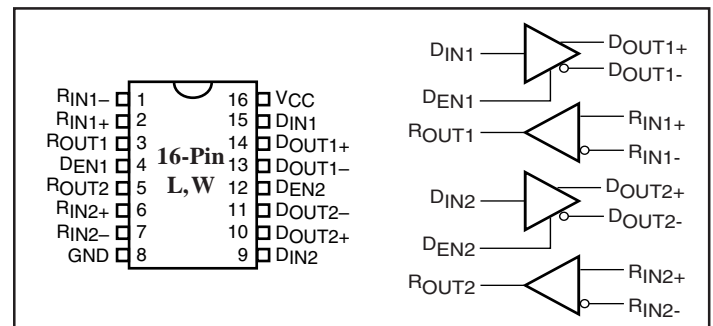 RIN1– 1 16 VCC
RIN1+ 2 15 DIN1
ROUT1 3 14 DOUT1+
DEN1 4 13 DOUT1–
ROUT2 5 12 DEN2
RIN2+ 6 11 DOUT2–
RIN2– 7 10 DOUT2+
GND 8 9 DIN2
16-Pin
L,W
DIN1
DOUT1+
DOUT1-
DEN1
ROUT1
RIN1+
RIN1-
DIN2
DOUT2+
DOUT2-
DEN2
ROUT2
RIN2+
RIN2-